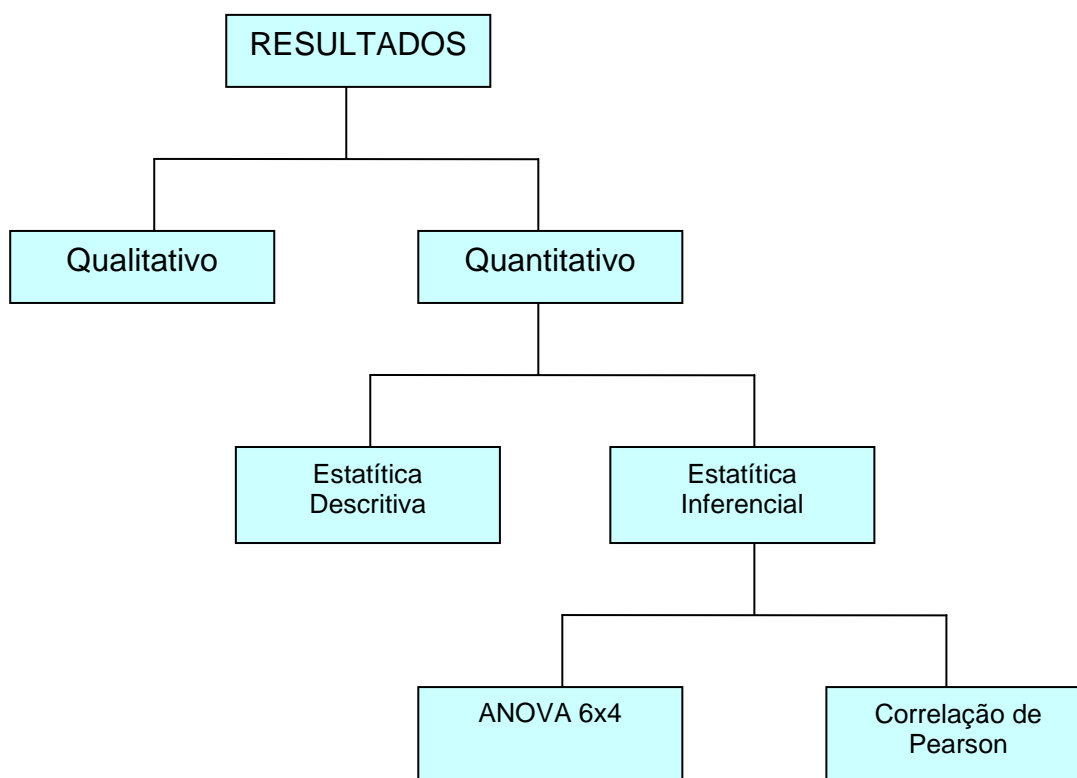 RESULTADOS
Qualitativo
Quantitativo
Estatítica
Descritiva
Estatítica
Inferencial
ANOVA 6x4
Correlação de
Pearson